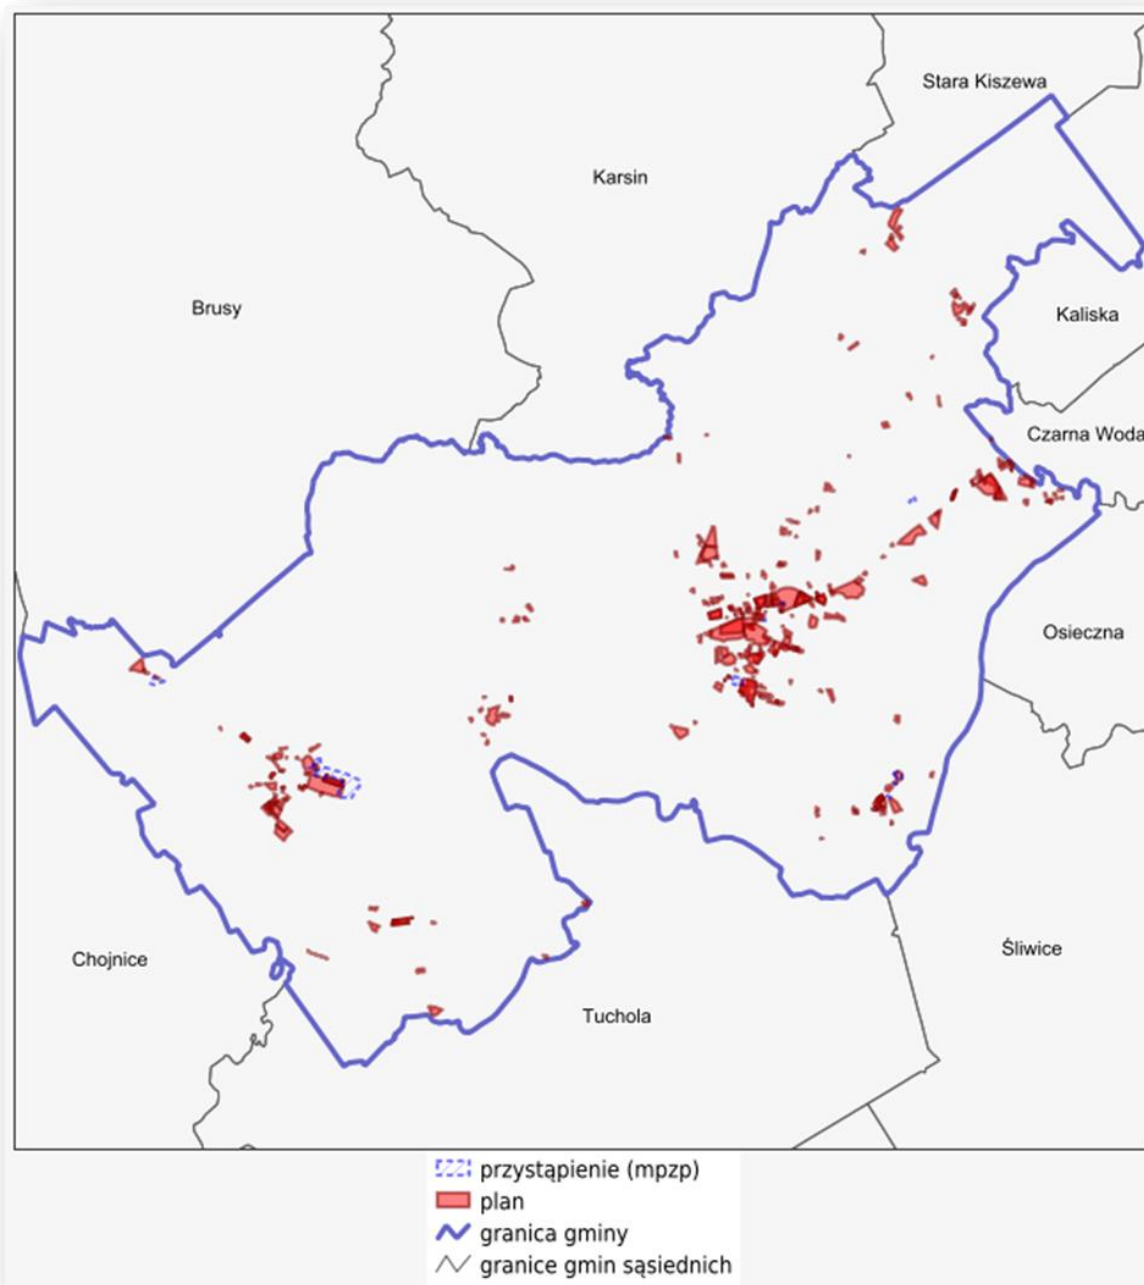 Stara Kiszewa
Karsin
Brusy
Kaliska
Czarna Woda
Osieczna
Chojnice
Śliwice
Tuchola
przystąpienie (mpzp)
plan
granica gminy
granice gmin sąsiednich